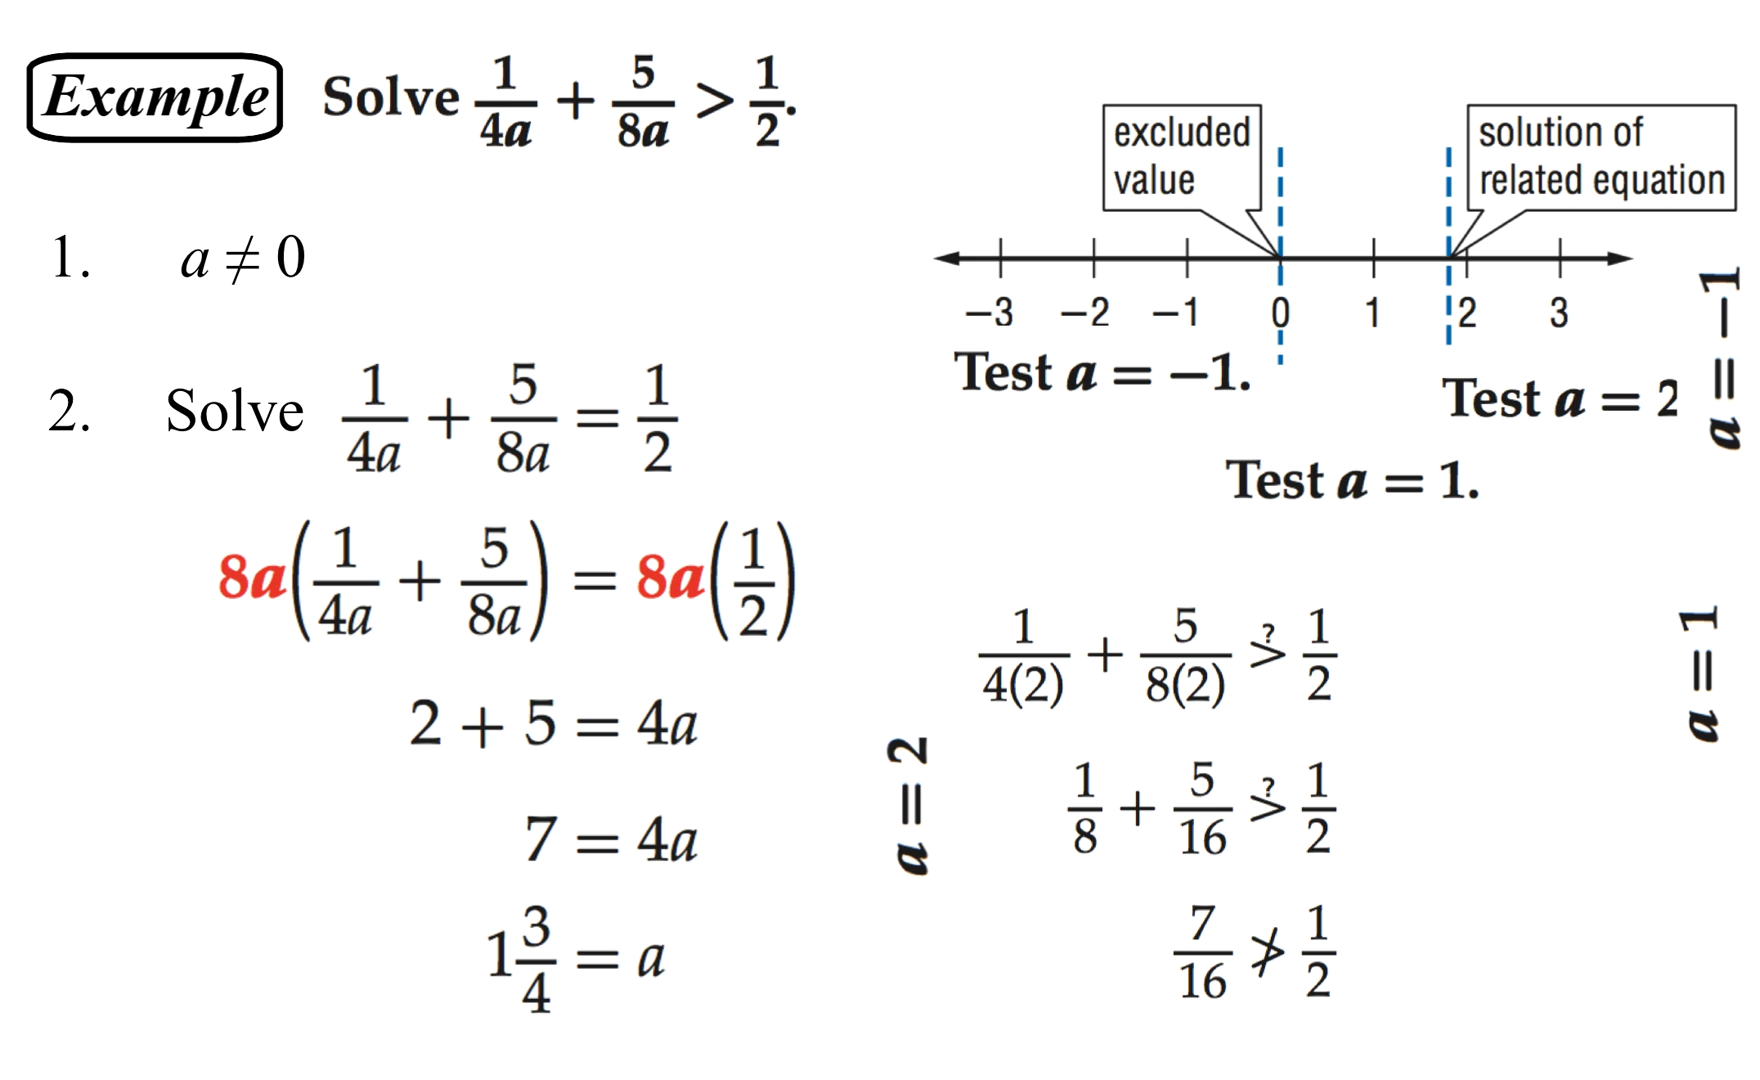 Example Solve 1/4a + 5/8a > 1/2.
1. a ≠ 0
2. Solve 1/4a + 5/8a = 1/2
8a(1/4a + 5/8a) = 8a(1/2)
2 + 5 = 4a
7 = 4a
1 3/4 = a
excluded
value
solution of
related equation
−3 −2 −1 0 1 2 3
Test a = −1.
Test a = 2
Test a = 1.
a = −1
a = 1
a = 2
1/4(2) + 5/8(2) >? 1/2
1/8 + 5/16 >? 1/2
7/16 ≯ 1/2